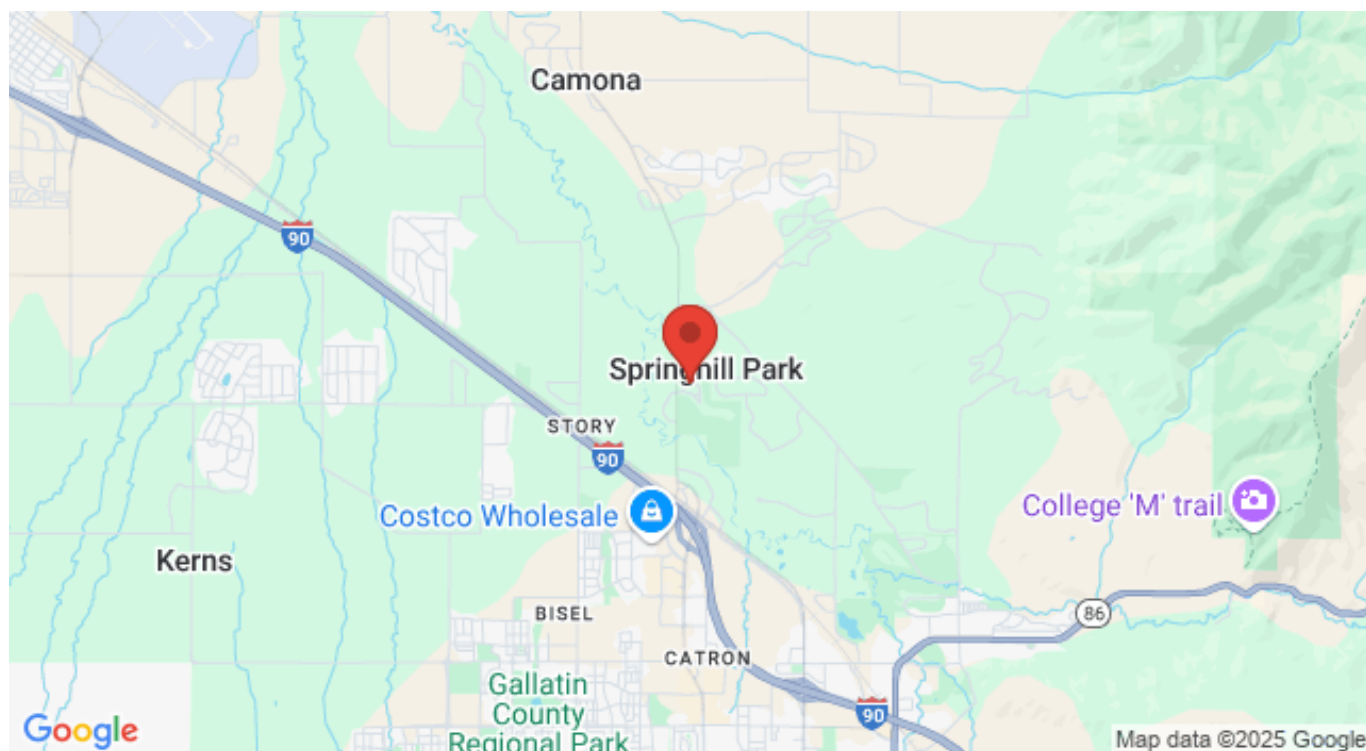 Camona
90
Springhill Park
STORY
90
Costco Wholesale
College 'M' trail
Kerns
BISEL
86
CATRON
Gallatin
County
Regional Park
90
Google
Map data ©2025 Google